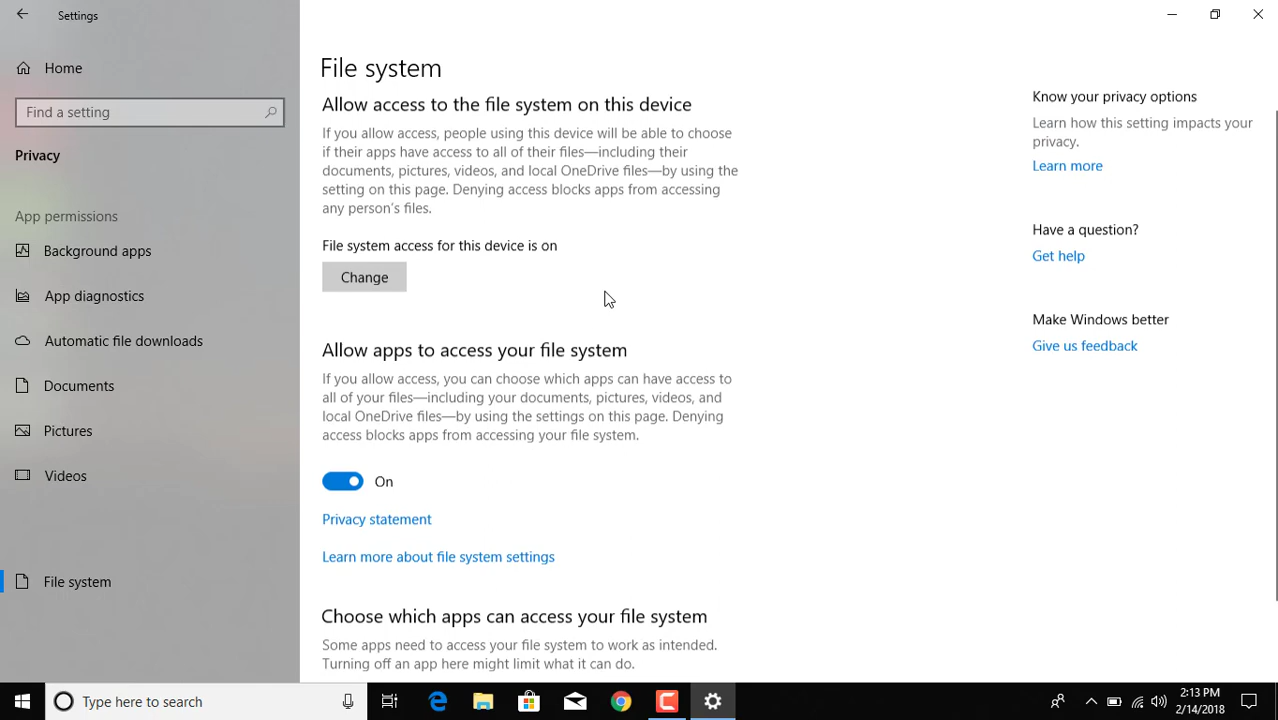 Settings
Home
Find a setting
Privacy
App permissions
Background apps
App diagnostics
Automatic file downloads
Documents
Pictures
Videos
File system
File system
Allow access to the file system on this device
If you allow access, people using this device will be able to choose
if their apps have access to all of their files—including their
documents, pictures, videos, and local OneDrive files—by using the
setting on this page. Denying access blocks apps from accessing
any person's files.
File system access for this device is on
Change
Allow apps to access your file system
If you allow access, you can choose which apps can have access to
all of your files—including your documents, pictures, videos, and
local OneDrive files—by using the settings on this page. Denying
access blocks apps from accessing your file system.
On
Privacy statement
Learn more about file system settings
Choose which apps can access your file system
Some apps need to access your file system to work as intended.
Turning off an app here might limit what it can do.
Know your privacy options
Learn how this setting impacts your
privacy.
Learn more
Have a question?
Get help
Make Windows better
Give us feedback
Type here to search
2:13 PM
2/14/2018